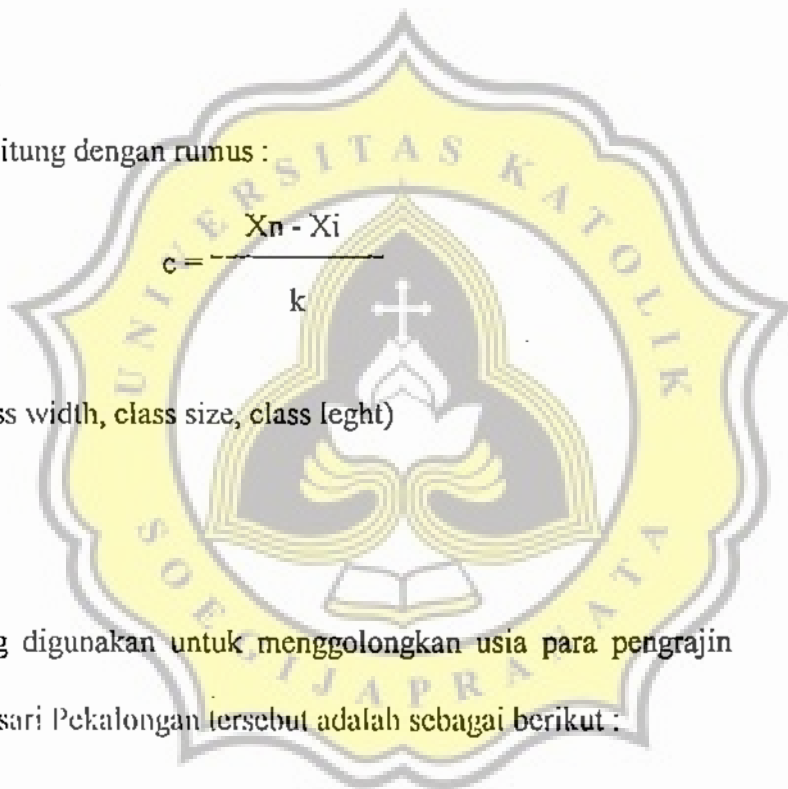 itung dengan rumus :
Xn - Xi
c =
k
ss width, class size, class leght)
g digunakan untuk menggolongkan usia para pengrajin
sari Pekalongan tersebut adalah sebagai berikut :
UNIVERSITAS KATOLIK
SOEGIJAPRANATA